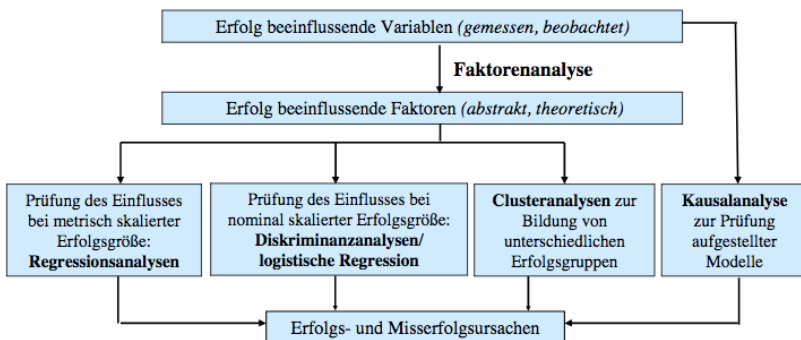 Erfolg beeinflussende Variablen (gemessen, beobachtet)
Faktorenanalyse
Erfolg beeinflussende Faktoren (abstrakt, theoretisch)
Prüfung des Einflusses
bei metrisch skalierter
Erfolgsgröße:
Regressionsanalysen
Prüfung des Einflusses bei
nominal skalierter Erfolgsgröße:
Diskriminanzanalysen/
logistische Regression
Clusteranalysen zur
Bildung von
unterschiedlichen
Erfolgsgruppen
Kausalanalyse
zur Prüfung
aufgestellter
Modelle
Erfolgs- und Misserfolgsursachen